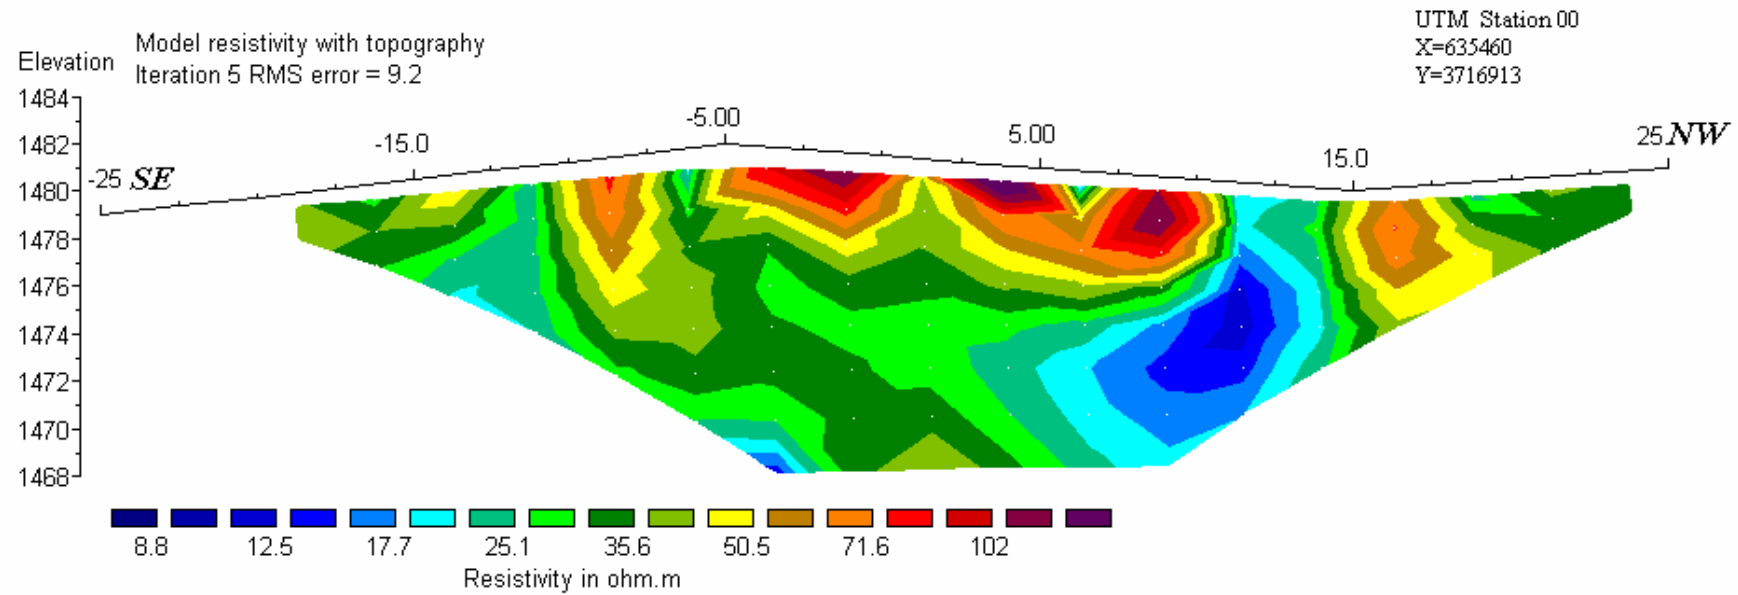 UTM Station 00
X=635460
Y=3716913
Model resistivity with topography
Elevation
Iteration 5 RMS error = 9.2
1484
1482
1480
1478
1476
1474
1472
1470
1468
-25 SE
-15.0
-5.00
5.00
15.0
25 NW
8.8 12.5 17.7 25.1 35.6 50.5 71.6 102
Resistivity in ohm.m